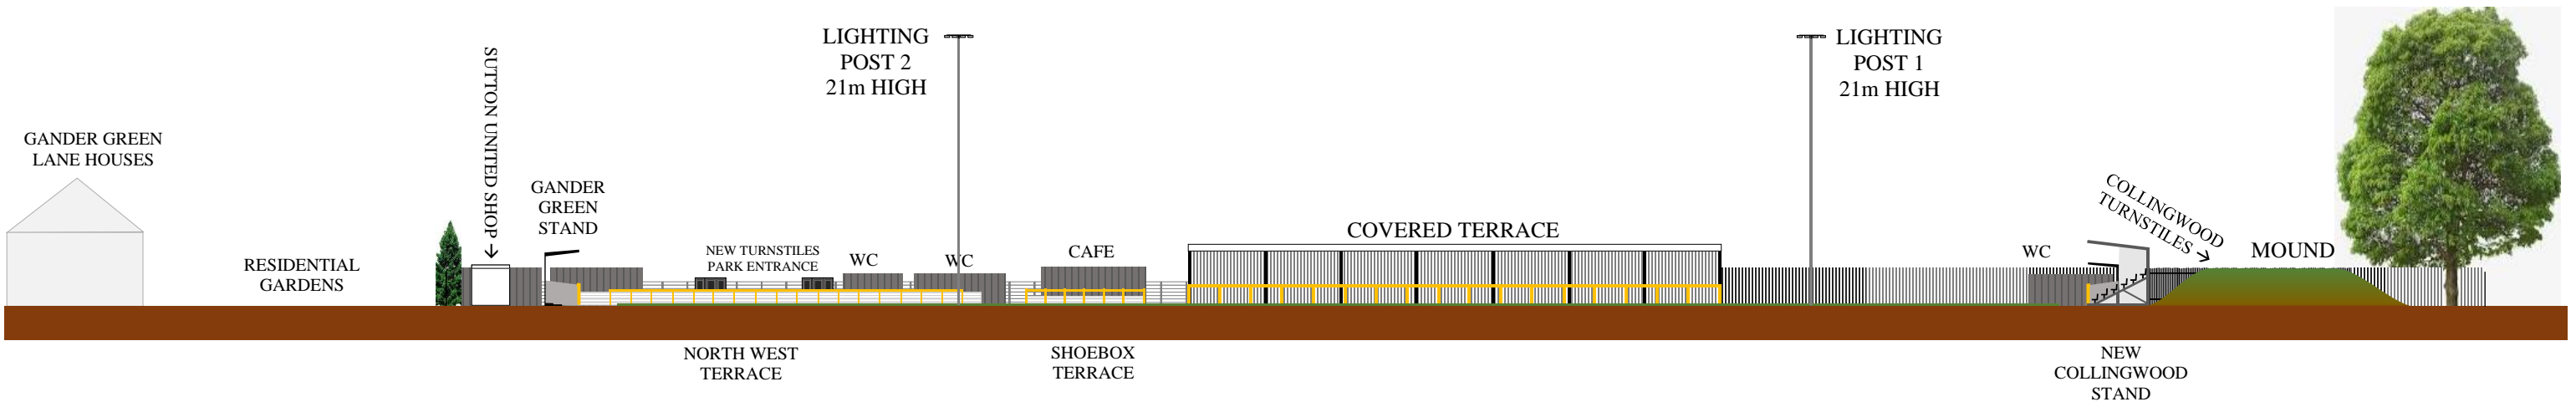 GANDER GREEN
LANE HOUSES
RESIDENTIAL
GARDENS
SUTTON UNITED SHOP →
GANDER
GREEN
STAND
NEW TURNSTILES
PARK ENTRANCE
WC
LIGHTING
POST 2
21m HIGH
WC
CAFE
COVERED TERRACE
LIGHTING
POST 1
21m HIGH
WC
COLLINGWOOD
TURNSTILES →
MOUND
NORTH WEST
TERRACE
SHOEBOX
TERRACE
NEW
COLLINGWOOD
STAND